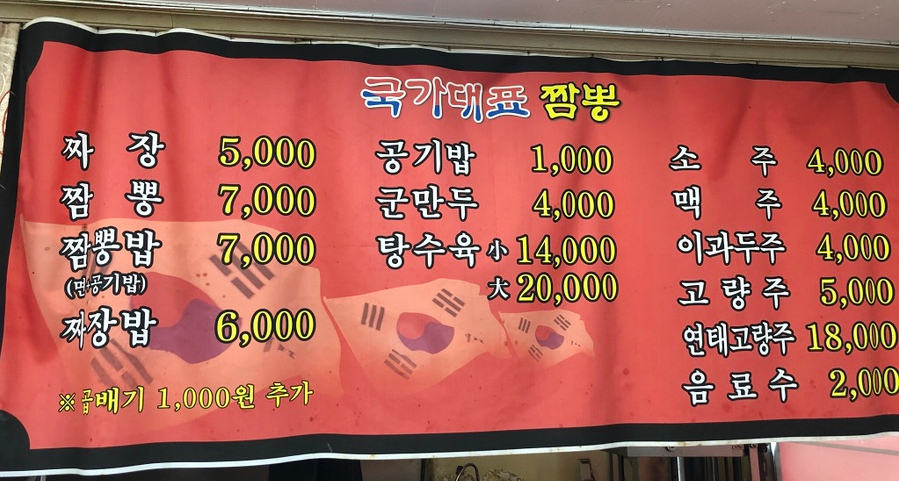 국가대표 짬뽕
짜장 5,000
짬뽕 7,000
짬뽕밥 7,000
(면+공기밥)
짜장밥 6,000
※곱배기 1,000원 추가
공기밥 1,000
군만두 4,000
탕수육 小 14,000
大 20,000
소주 4,000
맥주 4,000
이과두주 4,000
고량주 5,000
연태고량주 18,000
음료수 2,000